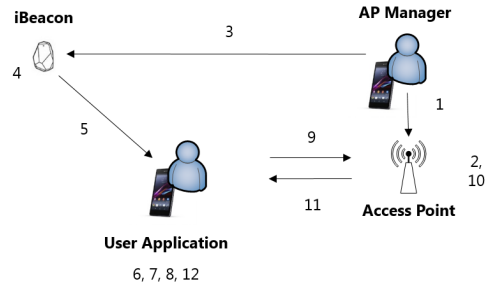 iBeacon
AP Manager
3
4
1
5
9
2,
10
11
Access Point
User Application
6, 7, 8, 12